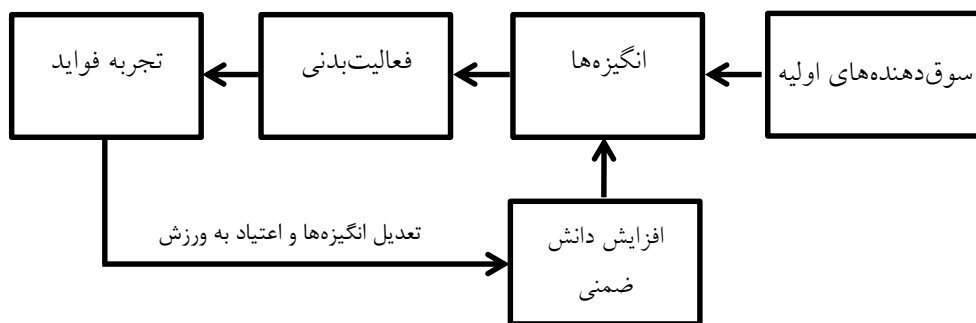 سوق‌دهنده‌های اولیه
انگیزه‌ها
فعالیت‌بدنی
تجربه فواید
تعدیل انگیزه‌ها و اعتیاد به ورزش
افزایش دانش
ضمنی